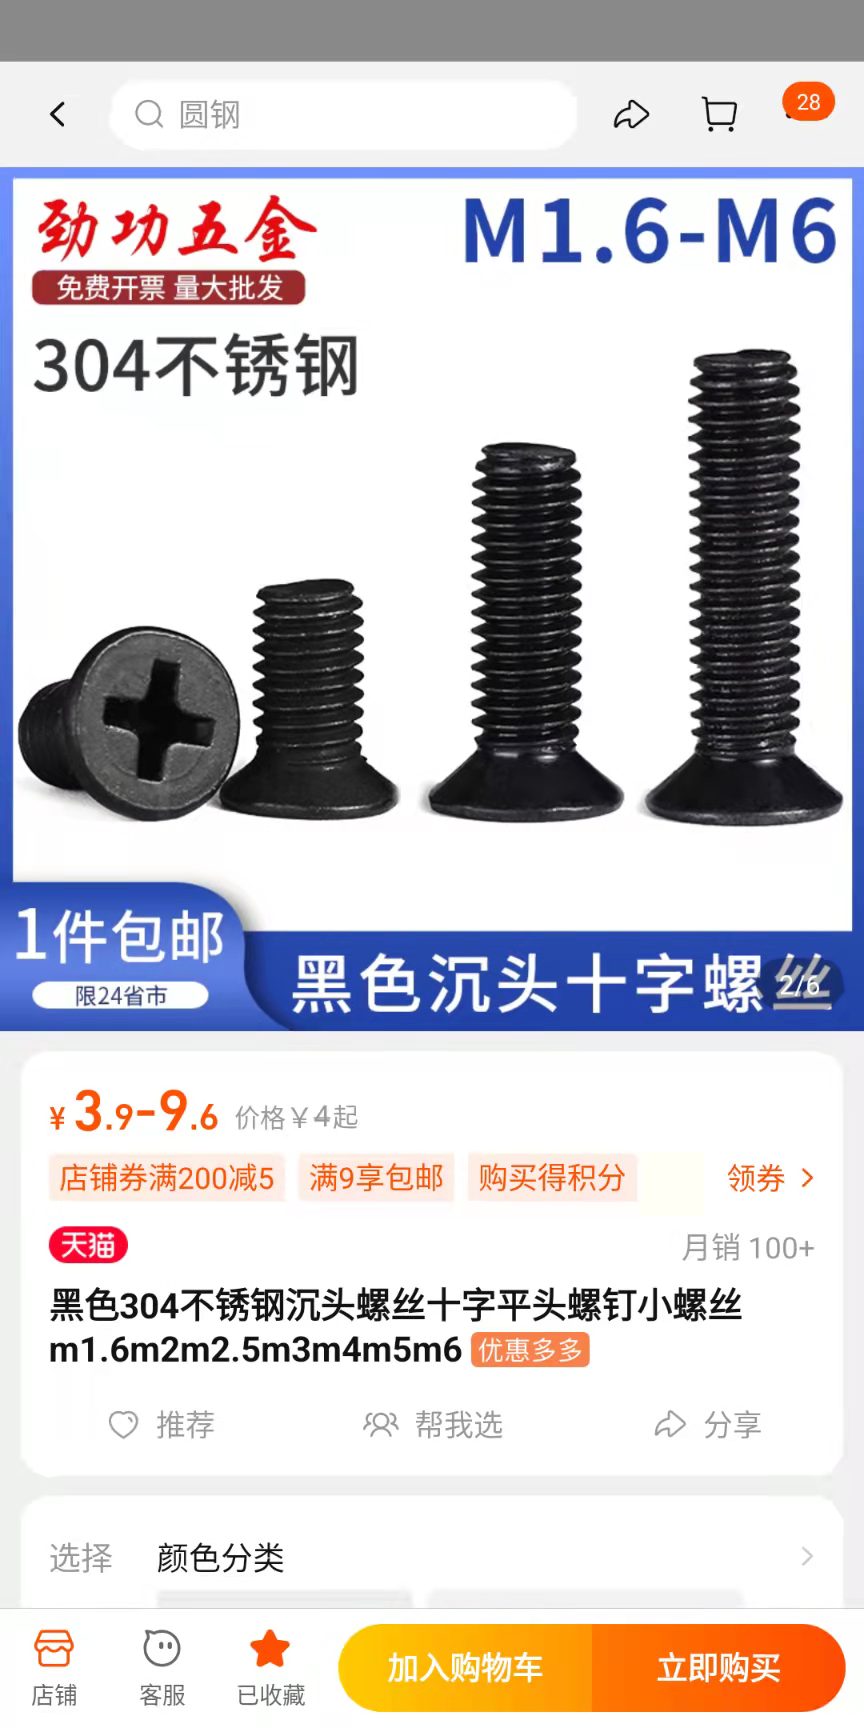 圆钢
28
劲功五金
M1.6-M6
免费开票 量大批发
304不锈钢
1件包邮
限24省市
黑色沉头十字螺丝
2/6
¥3.9-9.6 价格¥4起
店铺券满200减5 满9享包邮 购买得积分 领券
天猫
月销 100+
黑色304不锈钢沉头螺丝十字平头螺钉小螺丝
m1.6m2m2.5m3m4m5m6 优惠多多
推荐 帮我选 分享
选择 颜色分类
店铺 客服 已收藏 加入购物车 立即购买